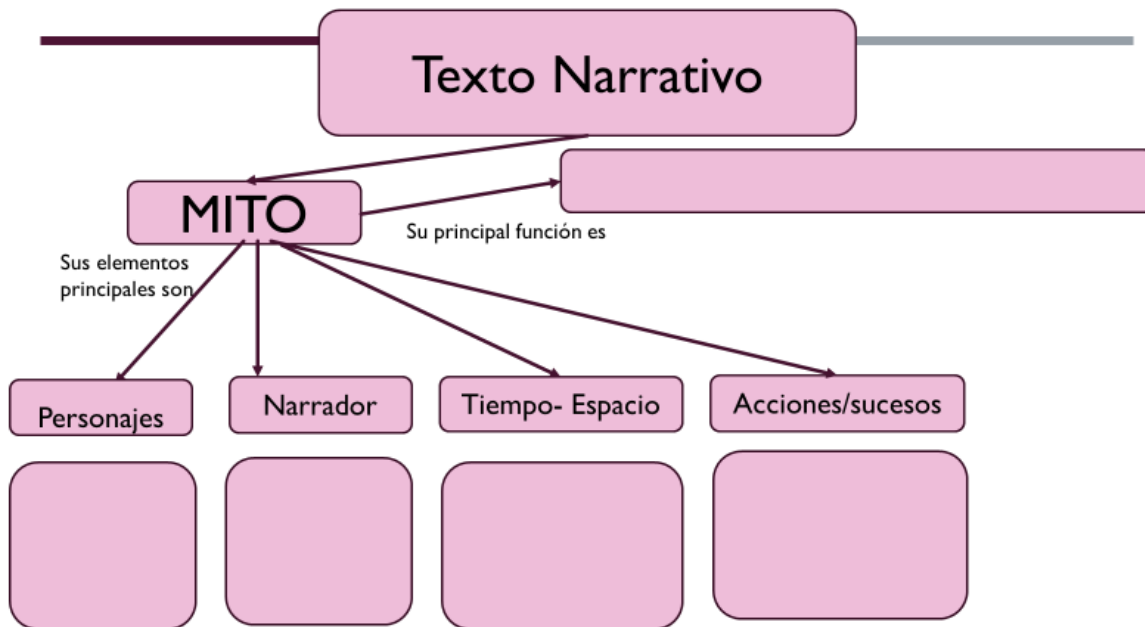 Texto Narrativo
MITO
Su principal función es
Sus elementos
principales son
Personajes
Narrador
Tiempo- Espacio
Acciones/sucesos